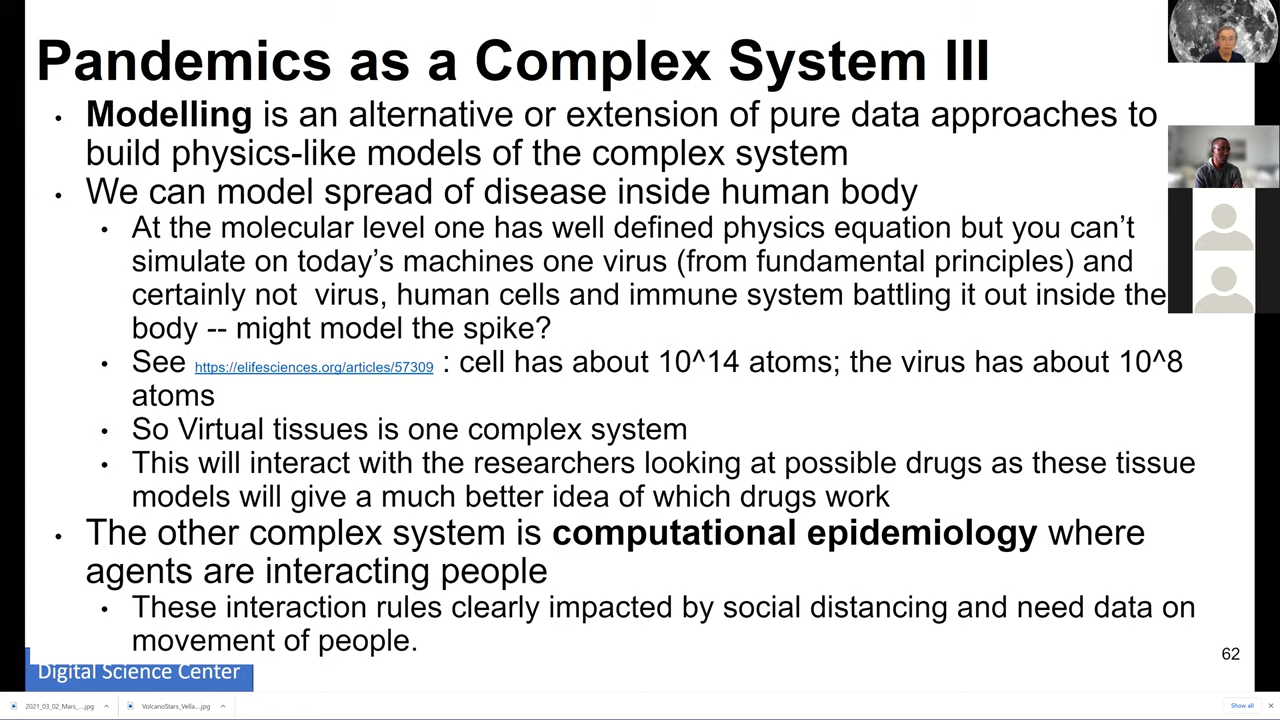 Pandemics as a Complex System III
• Modelling is an alternative or extension of pure data approaches to
build physics-like models of the complex system
• We can model spread of disease inside human body
• At the molecular level one has well defined physics equation but you can’t
simulate on today’s machines one virus (from fundamental principles) and
certainly not virus, human cells and immune system battling it out inside the
body -- might model the spike?
• See https://elifesciences.org/articles/57309 : cell has about 10^14 atoms; the virus has about 10^8
atoms
• So Virtual tissues is one complex system
• This will interact with the researchers looking at possible drugs as these tissue
models will give a much better idea of which drugs work
• The other complex system is computational epidemiology where
agents are interacting people
• These interaction rules clearly impacted by social distancing and need data on
movement of people.
62
Digital Science Center
2021_03_02_Mars_....jpg
VolcanoStars_Vella....jpg
Show all